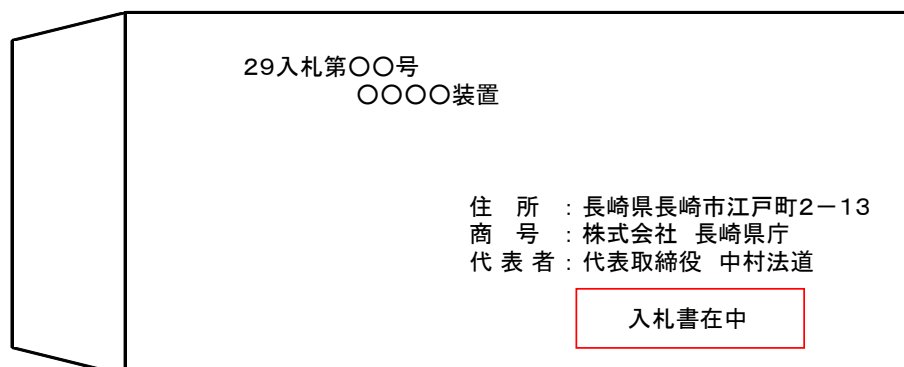 29入札第〇〇号
〇〇〇〇装置
住　所　：長崎県長崎市江戸町2－13
商　号　：株式会社　長崎県庁
代 表 者：代表取締役　中村法道
入札書在中